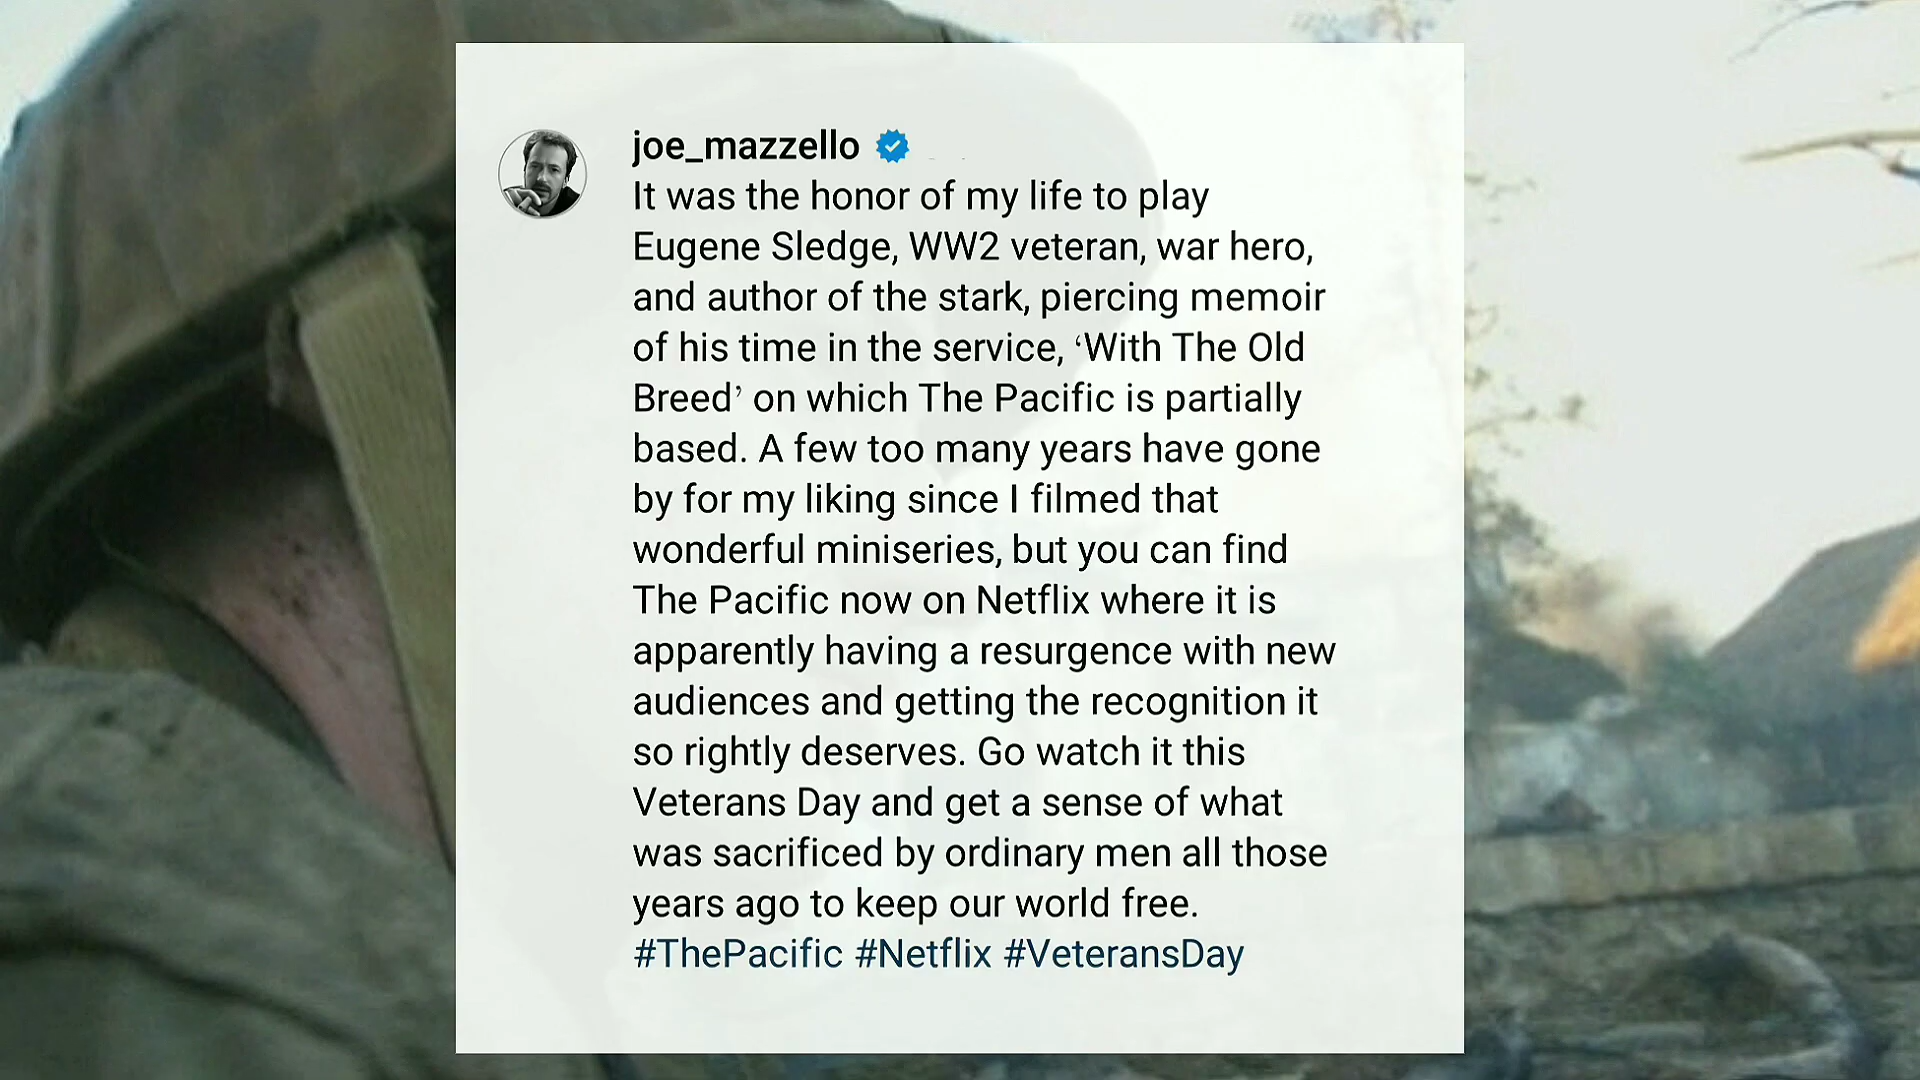 joe_mazzello
It was the honor of my life to play
Eugene Sledge, WW2 veteran, war hero,
and author of the stark, piercing memoir
of his time in the service, ‘With The Old
Breed’ on which The Pacific is partially
based. A few too many years have gone
by for my liking since I filmed that
wonderful miniseries, but you can find
The Pacific now on Netflix where it is
apparently having a resurgence with new
audiences and getting the recognition it
so rightly deserves. Go watch it this
Veterans Day and get a sense of what
was sacrificed by ordinary men all those
years ago to keep our world free.
#ThePacific #Netflix #VeteransDay